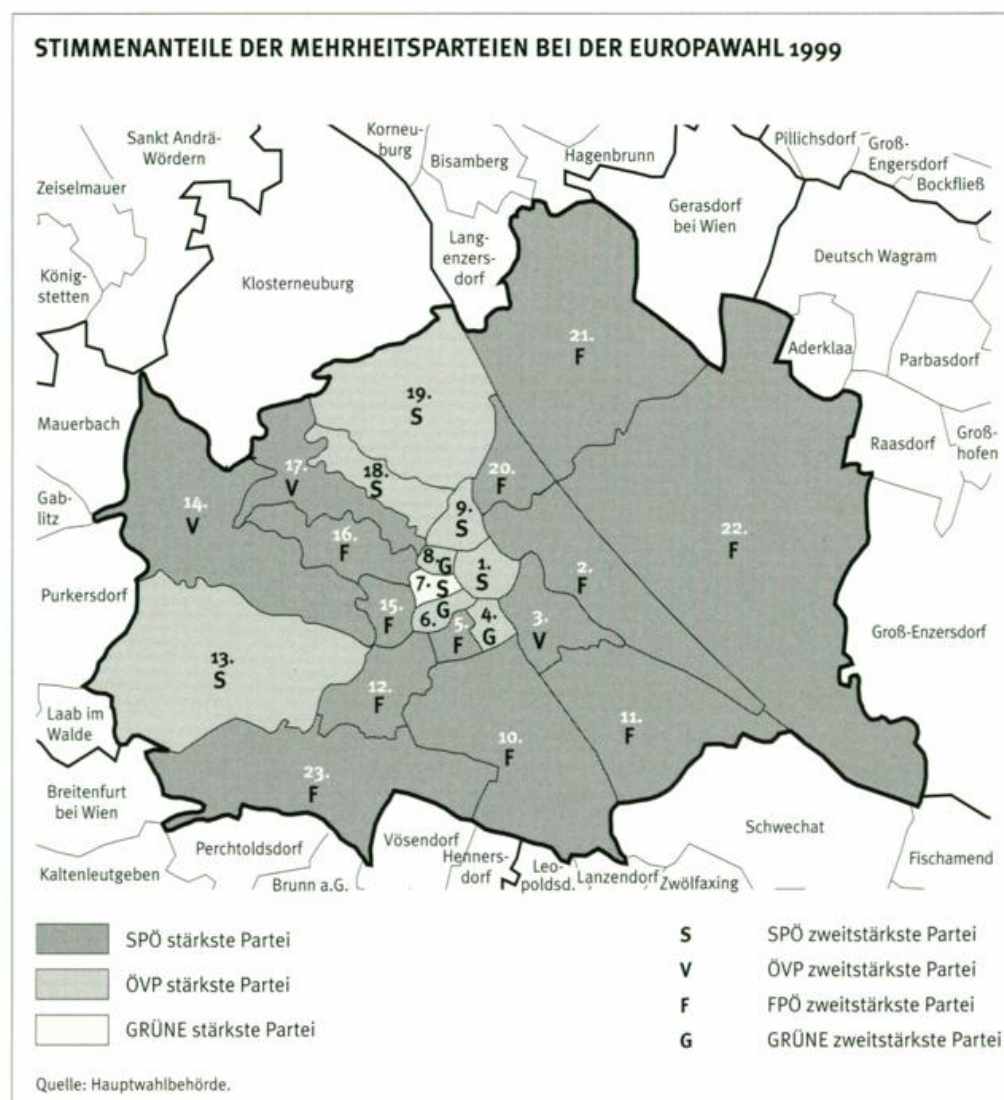 STIMMENANTEILE DER MEHRHEITSPARTEIEN BEI DER EUROPAWAHL 1999
Sankt Andrä-
Wördern
Korneu-
burg
Bisamberg
Hagenbrunn
Pillichsdorf
Groß-
Engersdorf
Bockfließ
Zeiselmauer
Gerasdorf
bei Wien
Lang-
enzers-
dorf
Deutsch Wagram
König-
stetten
Klosterneuburg
21.
F
Aderklaa
Parbasdorf
19.
S
Mauerbach
Raasdorf
Groß-
hofen
17.
V
18.
S
20.
F
Gab-
litz
14.
V
9.
S
16.
F
22.
F
8.
G
1.
S
2.
F
7.
S
Purkersdorf
15.
F
6.
G
5.
F
4.
G
3.
V
Groß-Enzersdorf
13.
S
12.
F
Laab im
Walde
10.
F
11.
F
23.
F
Breitenfurt
bei Wien
Schwechat
Perchtoldsdorf
Vösendorf
Henners-
dorf
Leo-
poldsd.
Lanzendorf
Zwölfaxing
Fischamend
Kaltenleutgeben
Brunn a.G.
SPÖ stärkste Partei
ÖVP stärkste Partei
GRÜNE stärkste Partei
S SPÖ zweitstärkste Partei
V ÖVP zweitstärkste Partei
F FPÖ zweitstärkste Partei
G GRÜNE zweitstärkste Partei
Quelle: Hauptwahlbehörde.